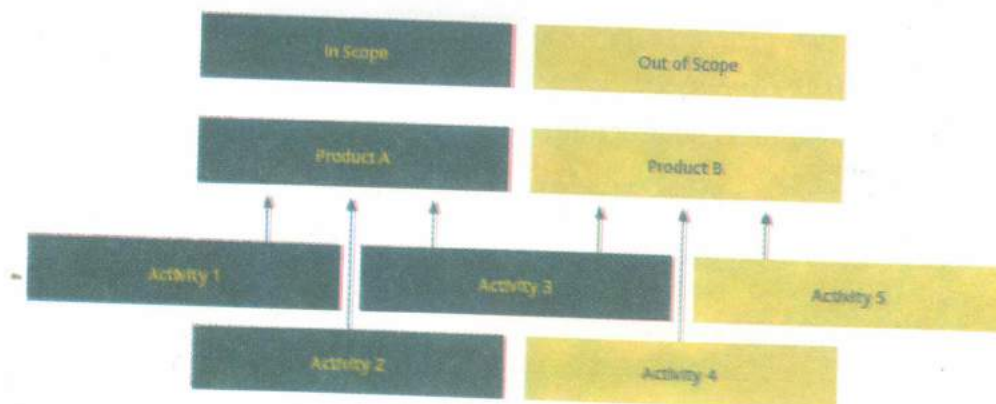 In Scope
Out of Scope
Product A
Product B
Activity 1
Activity 3
Activity 5
Activity 2
Activity 4